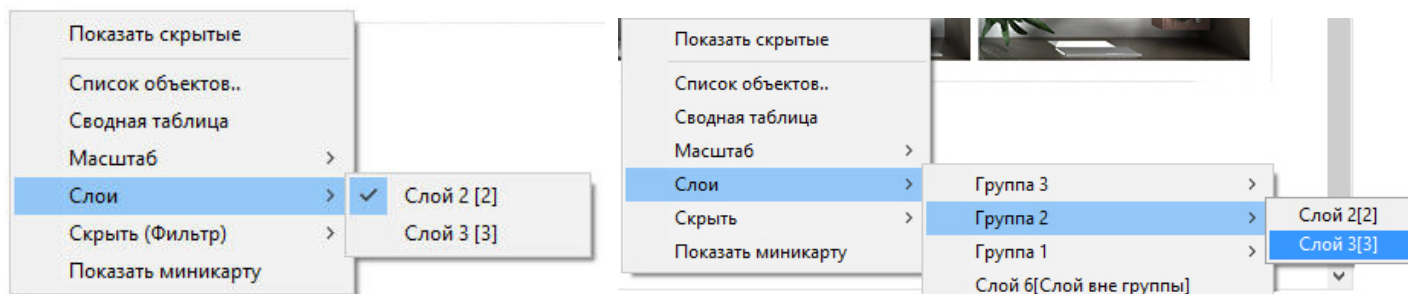 Показать скрытые
Список объектов..
Сводная таблица
Масштаб
Слои
Скрыть (Фильтр)
Показать миникарту
Слой 2 [2]
Слой 3 [3]
Показать скрытые
Список объектов..
Сводная таблица
Масштаб
Слои
Скрыть
Показать миникарту
Группа 3
Группа 2
Группа 1
Слой 6[Слой вне группы]
Слой 2[2]
Слой 3[3]